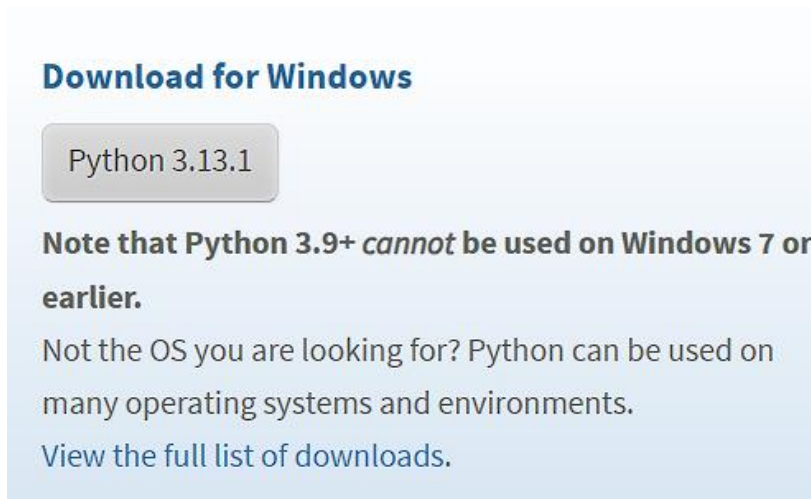 Download for Windows
Python 3.13.1
Note that Python 3.9+ cannot be used on Windows 7 or
earlier.
Not the OS you are looking for? Python can be used on
many operating systems and environments.
View the full list of downloads.